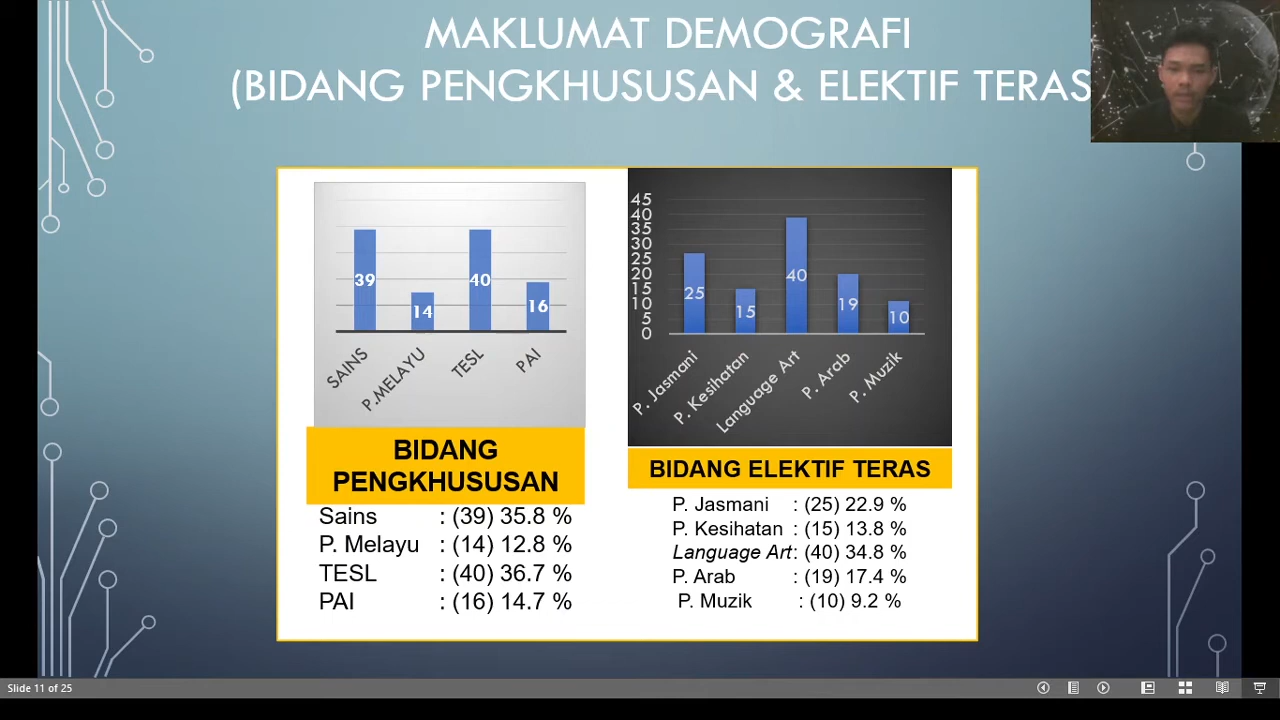 MAKLUMAT DEMOGRAFI
(BIDANG PENGKHUSUSAN & ELEKTIF TERAS
39
14
40
16
SAINS
P.MELAYU
TESL
PAI
BIDANG
PENGKHUSUSAN
Sains : (39) 35.8 %
P. Melayu : (14) 12.8 %
TESL : (40) 36.7 %
PAI : (16) 14.7 %
45
40
35
30
25
20
15
10
5
0
25
15
40
19
10
P. Jasmani
P. Kesihatan
Language Art
P. Arab
P. Muzik
BIDANG ELEKTIF TERAS
P. Jasmani : (25) 22.9 %
P. Kesihatan : (15) 13.8 %
Language Art : (40) 34.8 %
P. Arab : (19) 17.4 %
P. Muzik : (10) 9.2 %
Slide 11 of 25